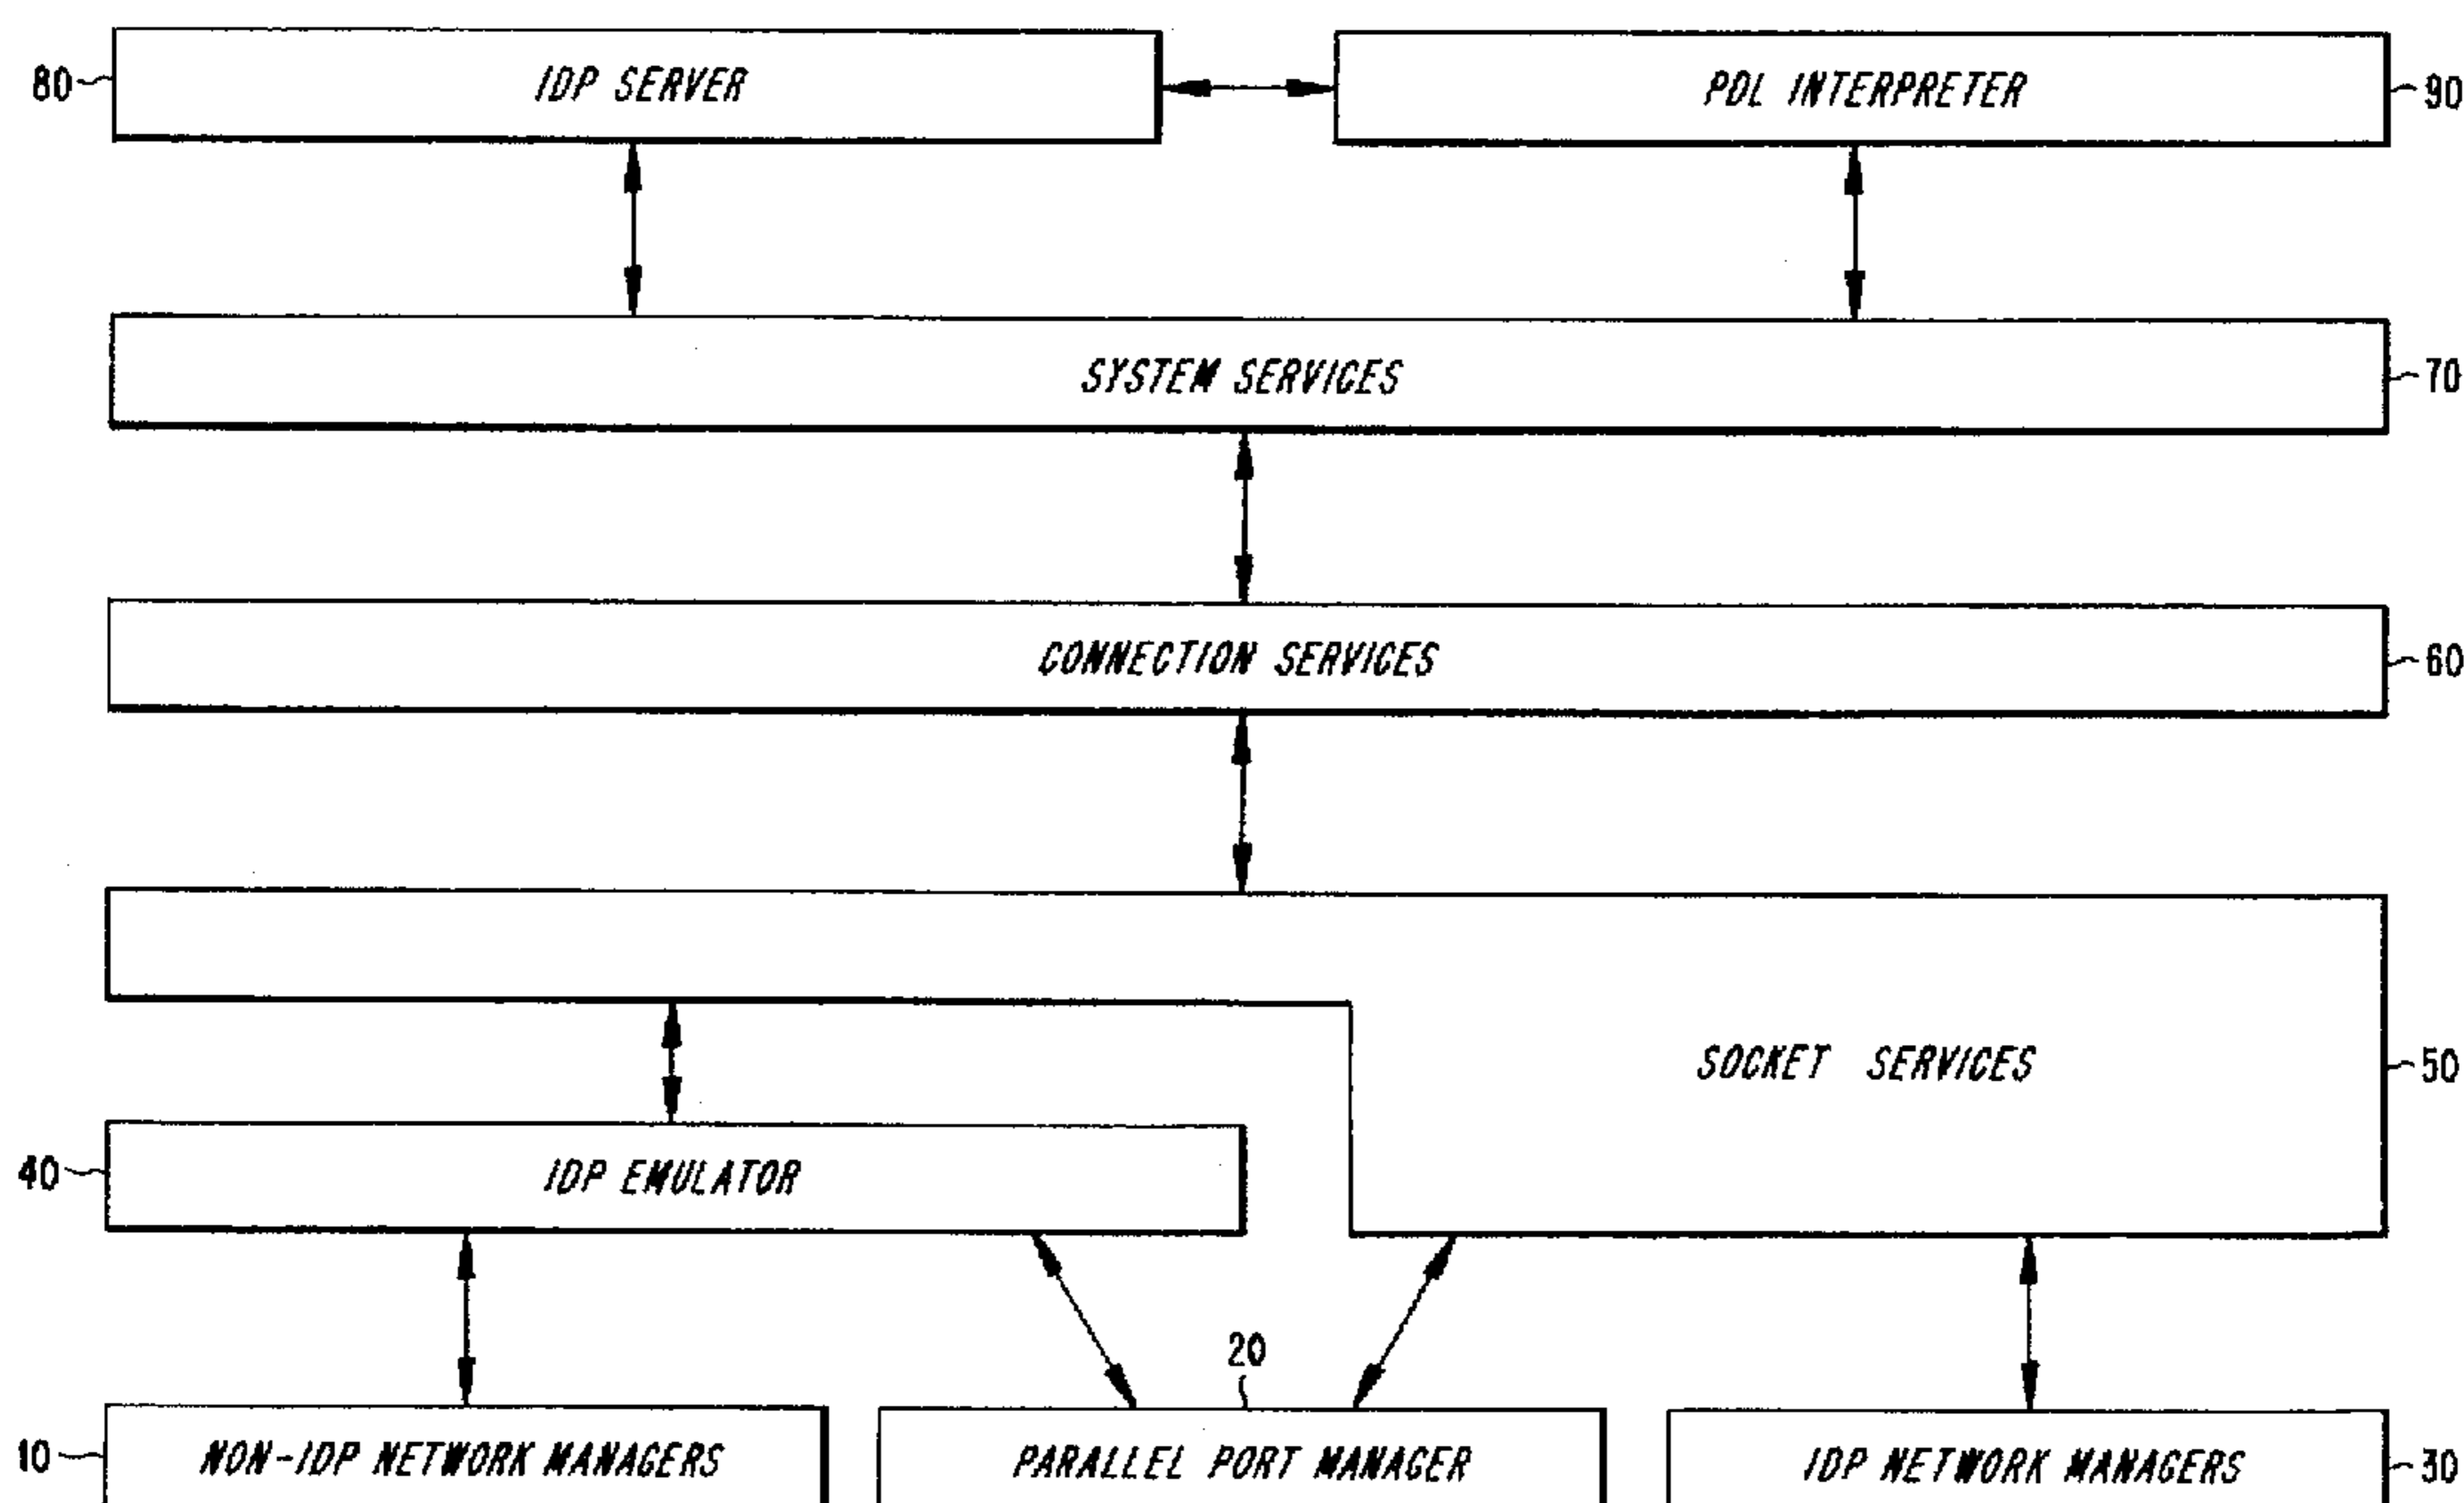 80 IDP SERVER
PDL INTERPRETER 90
SYSTEM SERVICES 70
CONNECTION SERVICES 60
SOCKET SERVICES 50
40 IDP EMULATOR
20
10 NON-IDP NETWORK MANAGERS
PARALLEL PORT MANAGER
IDP NETWORK MANAGERS 30